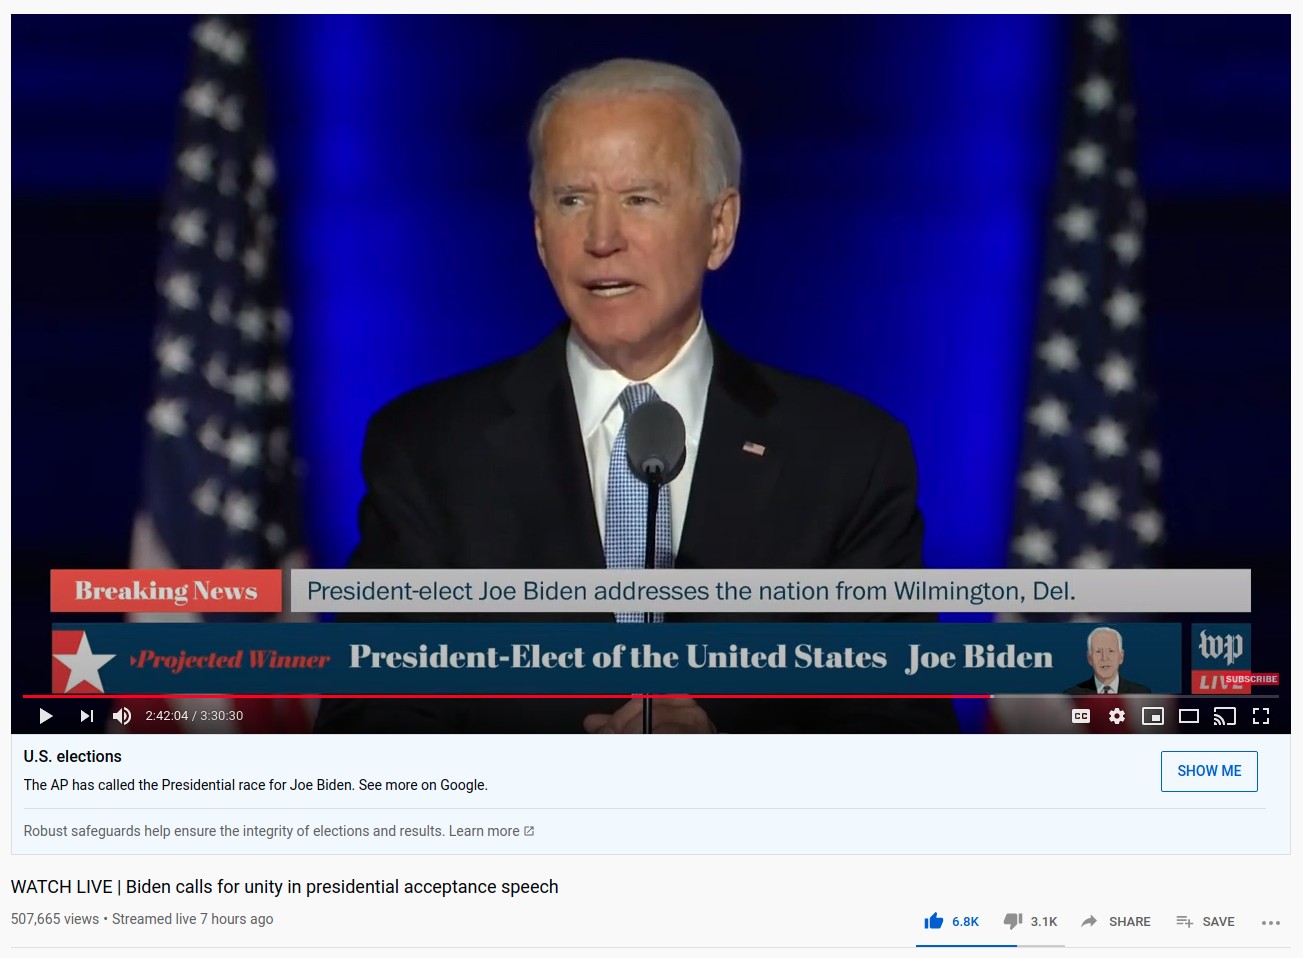 Breaking News
President-elect Joe Biden addresses the nation from Wilmington, Del.
Projected Winner President-Elect of the United States Joe Biden
wp
LIVE
SUBSCRIBE
2:42:04 / 3:30:30
CC
U.S. elections
The AP has called the Presidential race for Joe Biden. See more on Google.
SHOW ME
Robust safeguards help ensure the integrity of elections and results. Learn more
WATCH LIVE | Biden calls for unity in presidential acceptance speech
507,665 views • Streamed live 7 hours ago
6.8K 3.1K SHARE SAVE